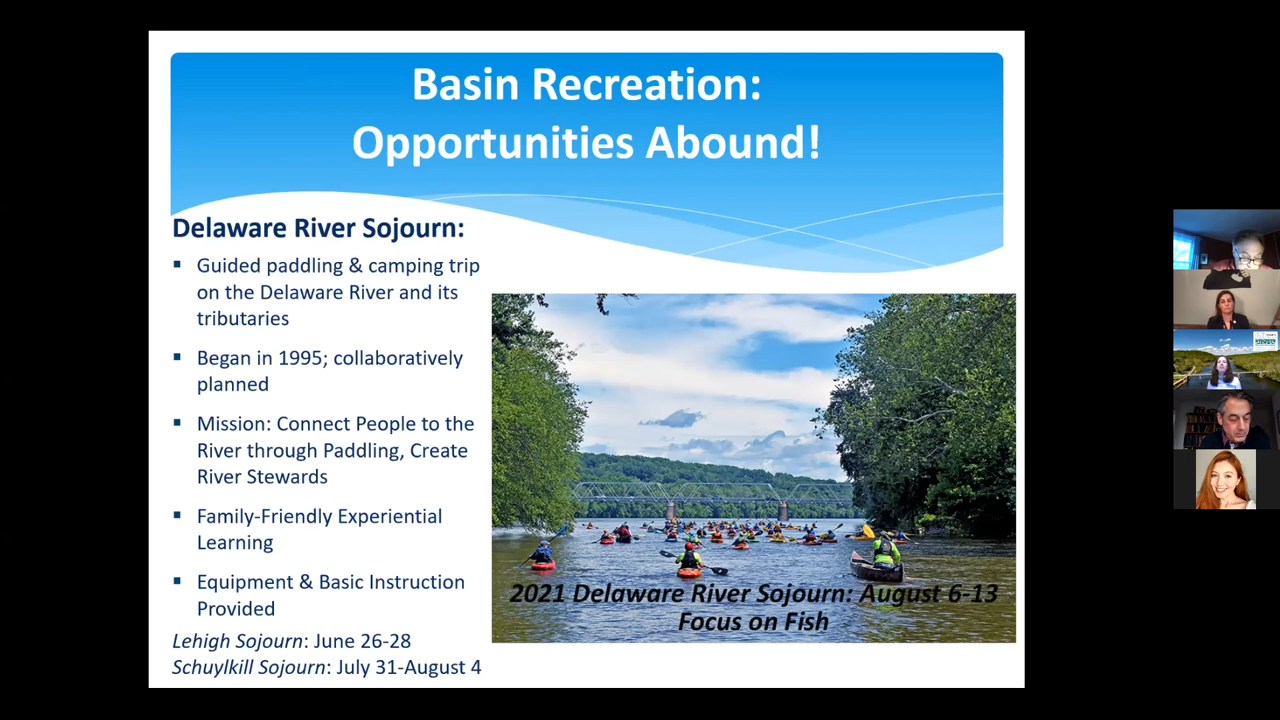 Basin Recreation:
Opportunities Abound!
Delaware River Sojourn:
▪ Guided paddling & camping trip
on the Delaware River and its
tributaries
▪ Began in 1995; collaboratively
planned
▪ Mission: Connect People to the
River through Paddling, Create
River Stewards
▪ Family-Friendly Experiential
Learning
▪ Equipment & Basic Instruction
Provided
Lehigh Sojourn: June 26-28
Schuylkill Sojourn: July 31-August 4
2021 Delaware River Sojourn: August 6-13
Focus on Fish